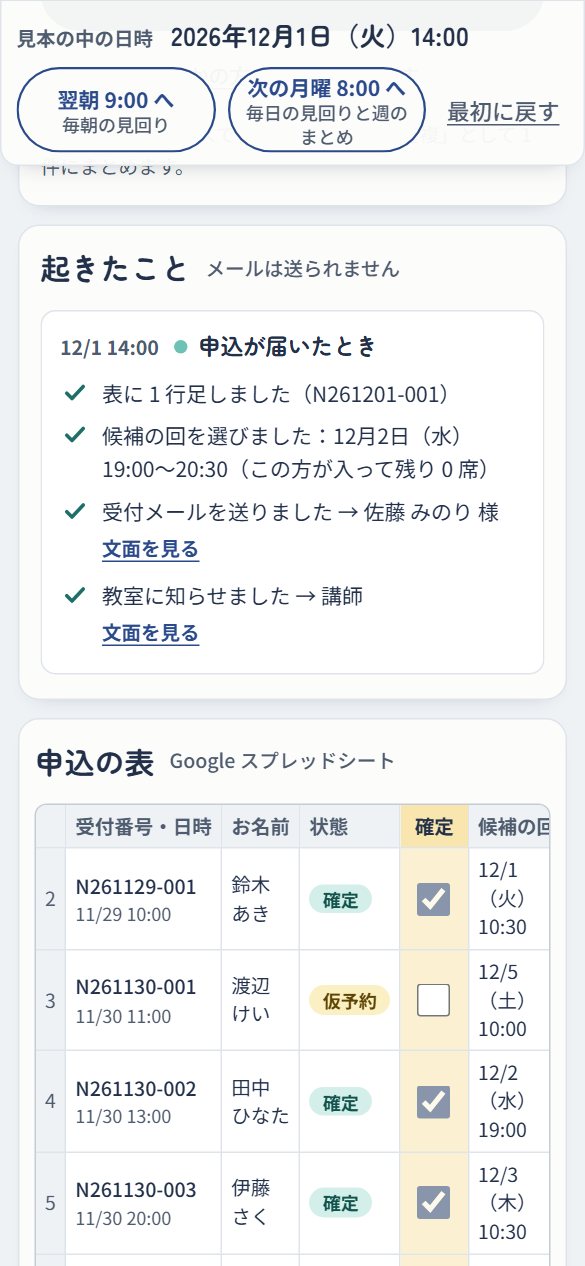 見本の中の日時 2026年12月1日（火）14:00
翌朝 9:00 へ
毎朝の見回り
次の月曜 8:00 へ
毎日の見回りと週の
まとめ
最初に戻す
件にまとめます。
起きたこと メールは送られません
12/1 14:00 申込が届いたとき
表に 1 行足しました（N261201-001）
候補の回を選びました：12月2日（水）
19:00〜20:30（この方が入って残り 0 席）
受付メールを送りました → 佐藤 みのり 様
文面を見る
教室に知らせました → 講師
文面を見る
申込の表 Google スプレッドシート
受付番号・日時 お名前 状態 確定 候補の回
2 N261129-001 11/29 10:00 鈴木 あき 確定 12/1 （火） 10:30
3 N261130-001 11/30 11:00 渡辺 けい 仮予約 12/5 （土） 10:00
4 N261130-002 11/30 13:00 田中 ひなた 確定 12/2 （水） 19:00
5 N261130-003 11/30 20:00 伊藤 さく 確定 12/3 （木） 10:30